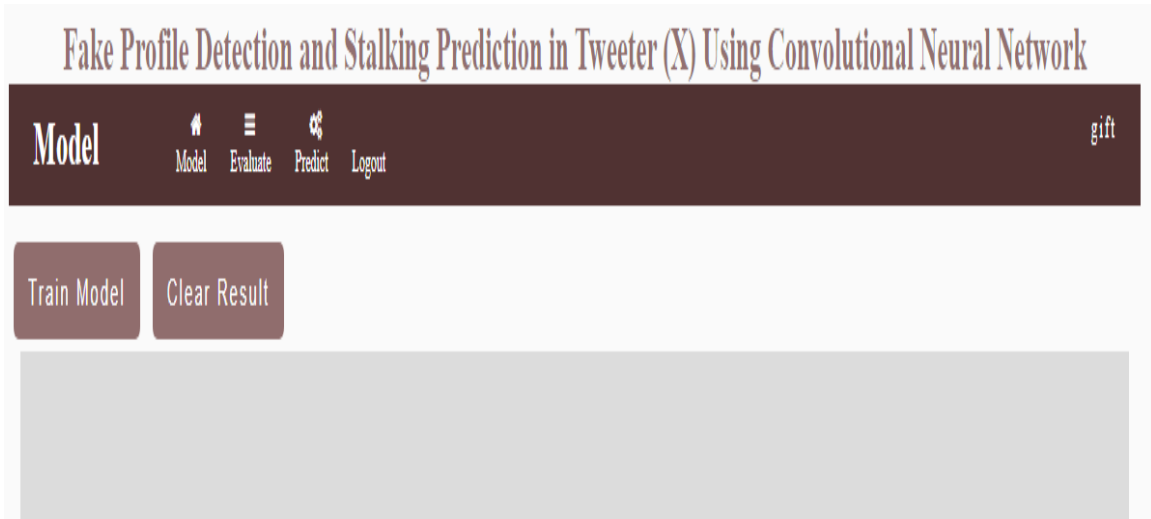 Fake Profile Detection and Stalking Prediction in Tweeter (X) Using Convolutional Neural Network
Model
Model Evaluate Predict Logout
gift
Train Model Clear Result